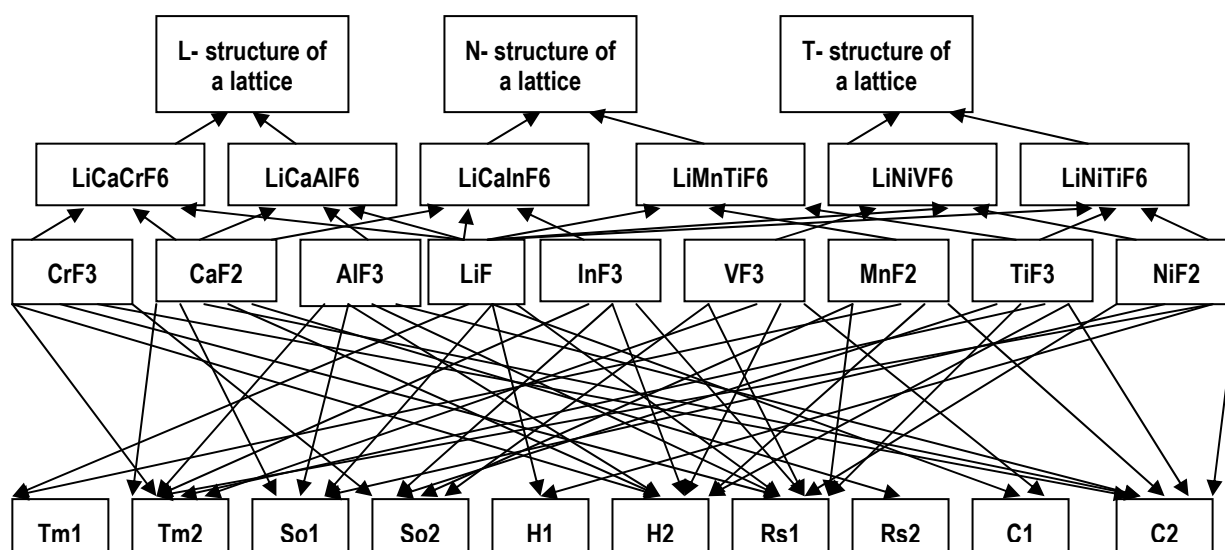 L- structure of
a lattice
N- structure of
a lattice
T- structure of
a lattice
LiCaCrF6
LiCaAlF6
LiCaInF6
LiMnTiF6
LiNiVF6
LiNiTiF6
CrF3
CaF2
AlF3
LiF
InF3
VF3
MnF2
TiF3
NiF2
Tm1
Tm2
So1
So2
H1
H2
Rs1
Rs2
C1
C2